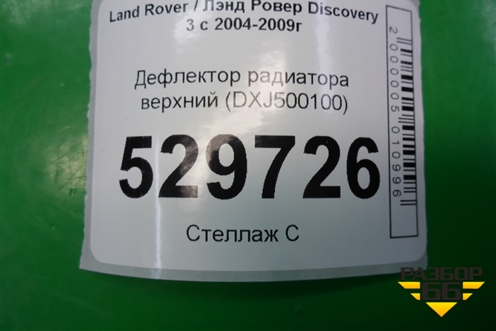 Land Rover / Лэнд Ровер Discovery
3 с 2004-2009г
Дефлектор радиатора
верхний (DXJ500100)
529726
Стеллаж С
2000005010996
РАЗБОР
66